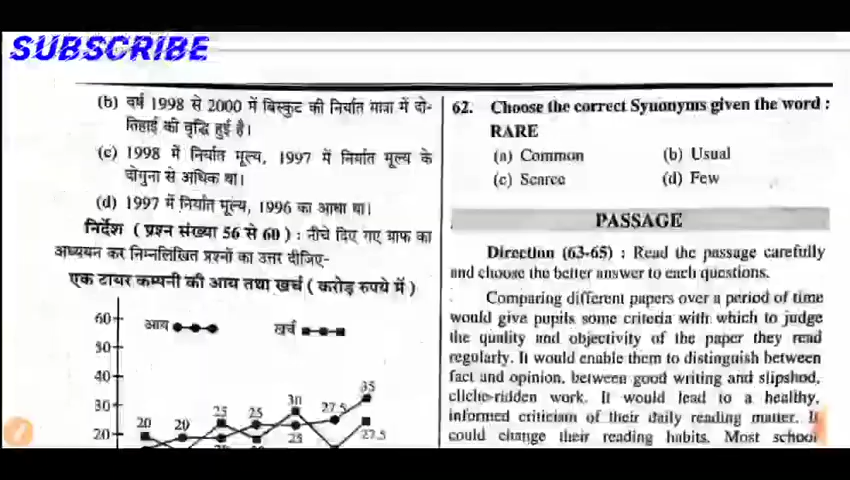 SUBSCRIBE
(b) वर्ष 1998 से 2000 में बिस्कुट की निर्यात मात्रा में दो-
तिहाई की वृद्धि हुई है।
(c) 1998 में निर्यात मूल्य, 1997 में निर्यात मूल्य के
दोगुना से अधिक था।
(d) 1997 में निर्यात मूल्य, 1996 का आधा था।
निर्देश ( प्रश्न संख्या 56 से 60 ) : नीचे दिए गए ग्राफ का
अध्ययन कर निम्नलिखित प्रश्नों का उत्तर दीजिए-
एक टायर कम्पनी की आय तथा खर्च ( करोड़ रुपये में )
60
आय
खर्च
50
40
35
30
30
27.5
25
25
20
20
25
27.5
20
62. Choose the correct Synonyms given the word :
RARE
(a) Common (b) Usual
(c) Scarce (d) Few
PASSAGE
Direction (63-65) : Read the passage carefully
and choose the better answer to each questions.
Comparing different papers over a period of time
would give pupils some criteria with which to judge
the quality and objectivity of the paper they read
regularly. It would enable them to distinguish between
fact and opinion, between good writing and slipshod,
cliche-ridden work. It would lead to a healthy,
informed criticism of their daily reading matter. It
could change their reading habits. Most school